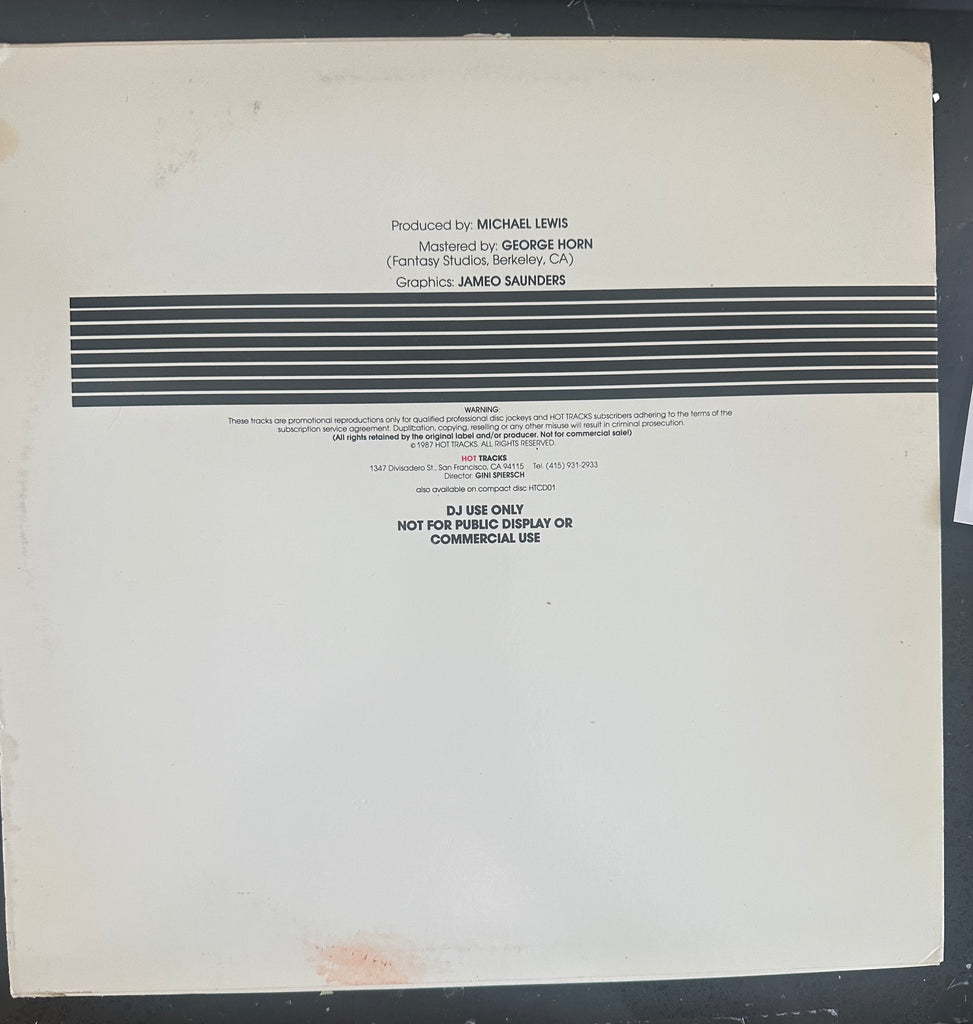 Produced by: MICHAEL LEWIS
Mastered by: GEORGE HORN
(Fantasy Studios, Berkeley, CA)
Graphics: JAMEO SAUNDERS
WARNING:
These tracks are promotional reproductions only for qualified professional disc jockeys and HOT TRACKS subscribers adhering to the terms of the
subscription service agreement. Duplication, copying, reselling or any other misuse will result in criminal prosecution.
(All rights retained by the original label and/or producer. Not for commercial sale!)
© 1987 HOT TRACKS. ALL RIGHTS RESERVED.
HOT TRACKS
1347 Divisadero St., San Francisco, CA 94115 Tel. (415) 931-2933
Director: GINI SPIERSCH
also available on compact disc HTCD01
DJ USE ONLY
NOT FOR PUBLIC DISPLAY OR
COMMERCIAL USE